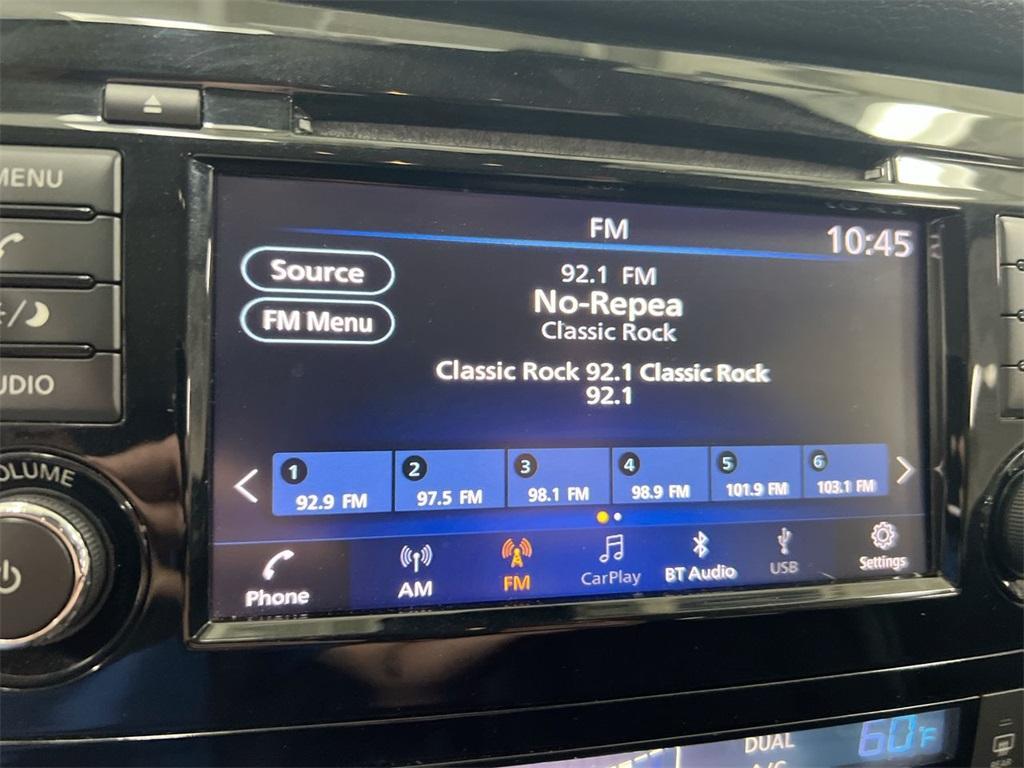 MENU
UDIO
OLUME
FM
10:45
Source
92.1 FM
No-Repea
FM Menu
Classic Rock
Classic Rock 92.1 Classic Rock
92.1
1 92.9 FM
2 97.5 FM
3 98.1 FM
4 98.9 FM
5 101.9 FM
6 103.1 FM
Phone
AM
FM
CarPlay
BT Audio
USB
Settings
DUAL
60°F
A/C